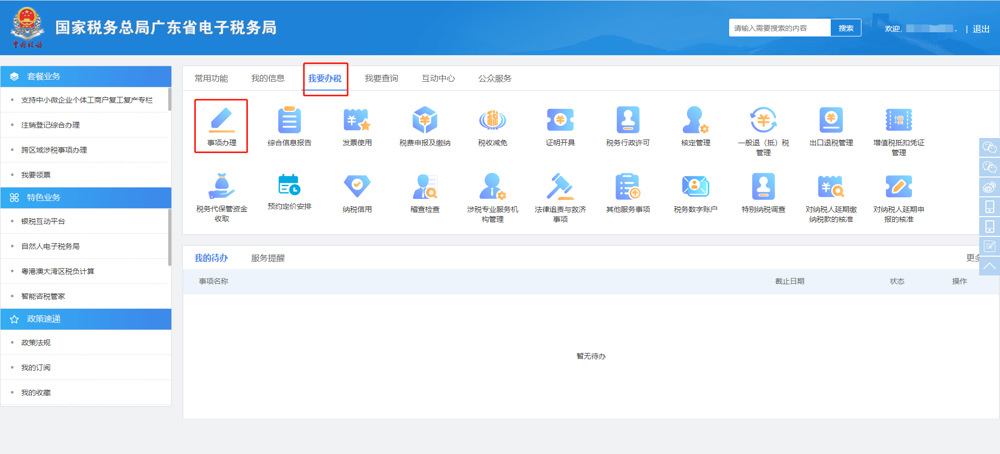 国家税务总局广东省电子税务局
中国税务
请输入需要搜索的内容
搜索
欢迎,
.
| 退出
套餐业务
支持中小微企业个体工商户复工复产专栏
注销登记综合办理
跨区域涉税事项办理
我要领票
特色业务
银税互动平台
自然人电子税务局
粤港澳大湾区税负计算
智能咨税管家
政策速递
政策法规
我的订阅
我的收藏
常用功能
我的信息
我要办税
我要查询
互动中心
公众服务
事项办理
综合信息报告
发票使用
税费申报及缴纳
税
税收减免
证明开具
税务行政许可
核定管理
一般退（抵）税
管理
出口退税管理
增
增值税抵扣凭证
管理
税务代保管资金
收取
预约定价安排
纳税信用
稽查检查
涉税专业服务机
构管理
法律追责与救济
事项
其他服务事项
税务数字账户
特别纳税调查
对纳税人延期缴
纳税款的核准
对纳税人延期申
报的核准
我的待办
服务提醒
更多
事项名称
截止日期
状态
操作
暂无待办